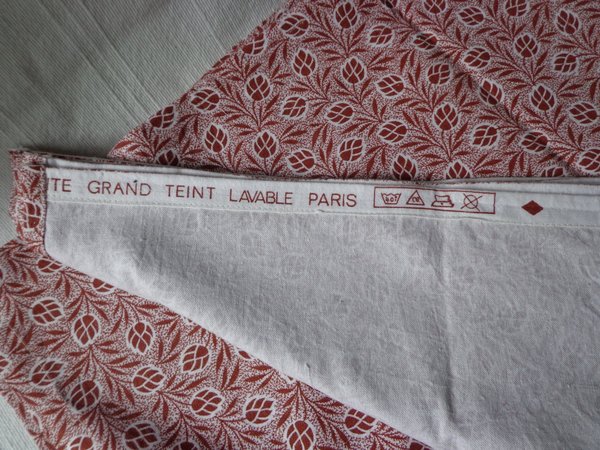 TE GRAND TEINT LAVABLE PARIS